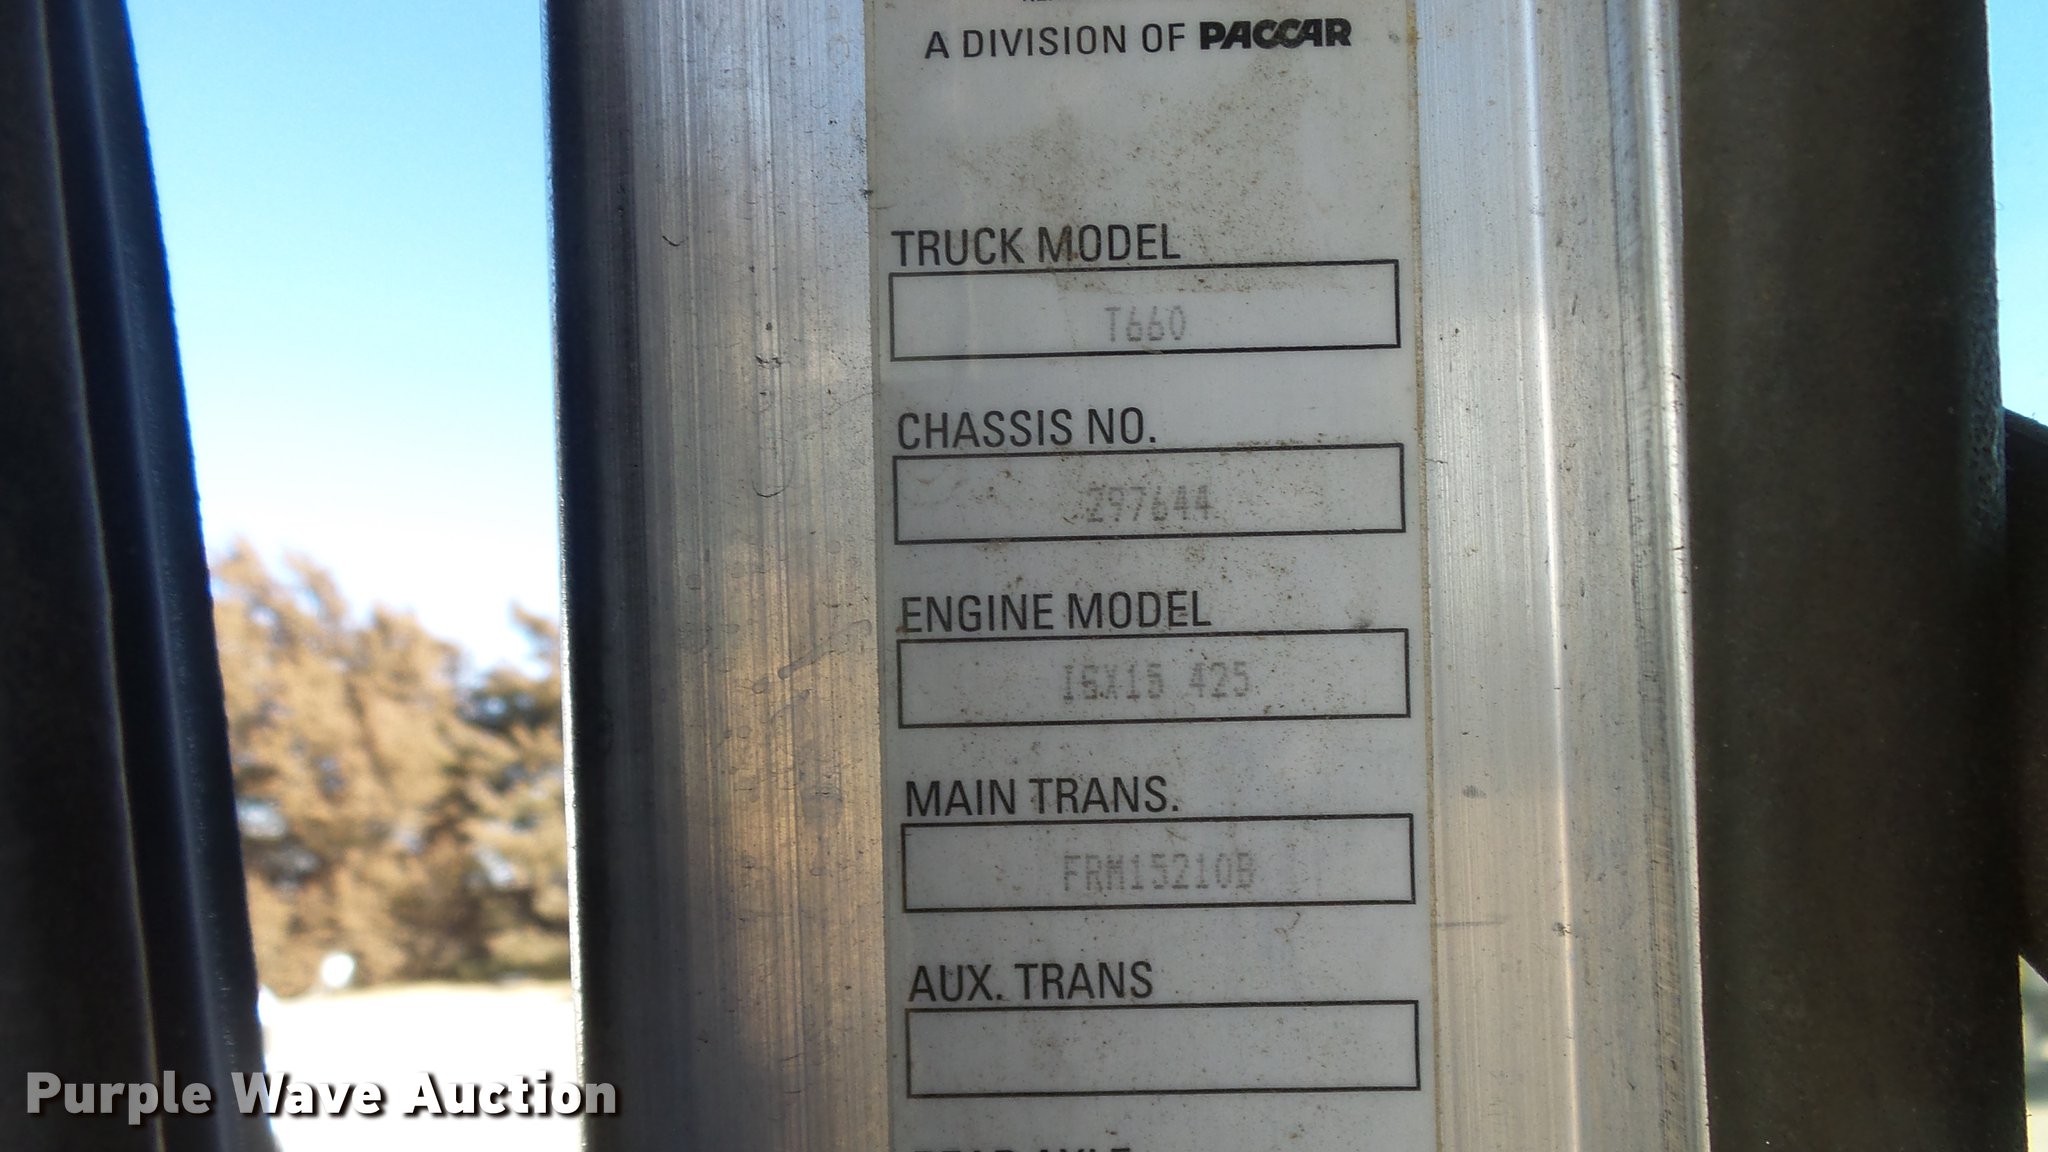 A DIVISION OF PACCAR
TRUCK MODEL
T660
CHASSIS NO.
297644
ENGINE MODEL
ISX15 425
MAIN TRANS.
FRM15210B
AUX. TRANS
Purple Wave Auction